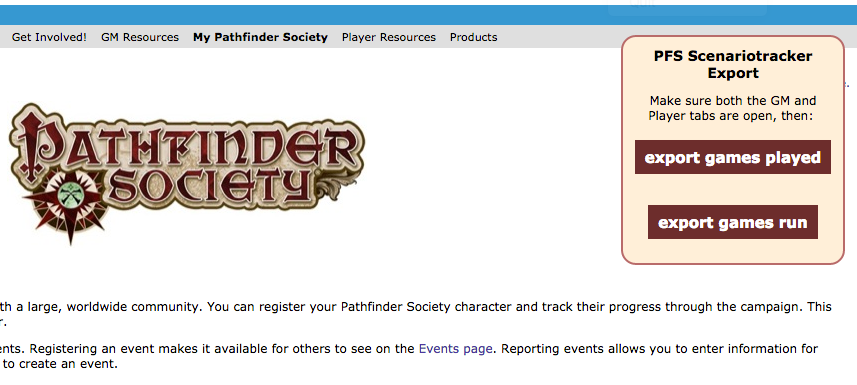 Get Involved! GM Resources My Pathfinder Society Player Resources Products
PFS Scenariotracker
Export
Make sure both the GM and
Player tabs are open, then:
export games played
export games run
PATHFINDER
SOCIETY
th a large, worldwide community. You can register your Pathfinder Society character and track their progress through the campaign. This
r.
ents. Registering an event makes it available for others to see on the Events page. Reporting events allows you to enter information for
to create an event.